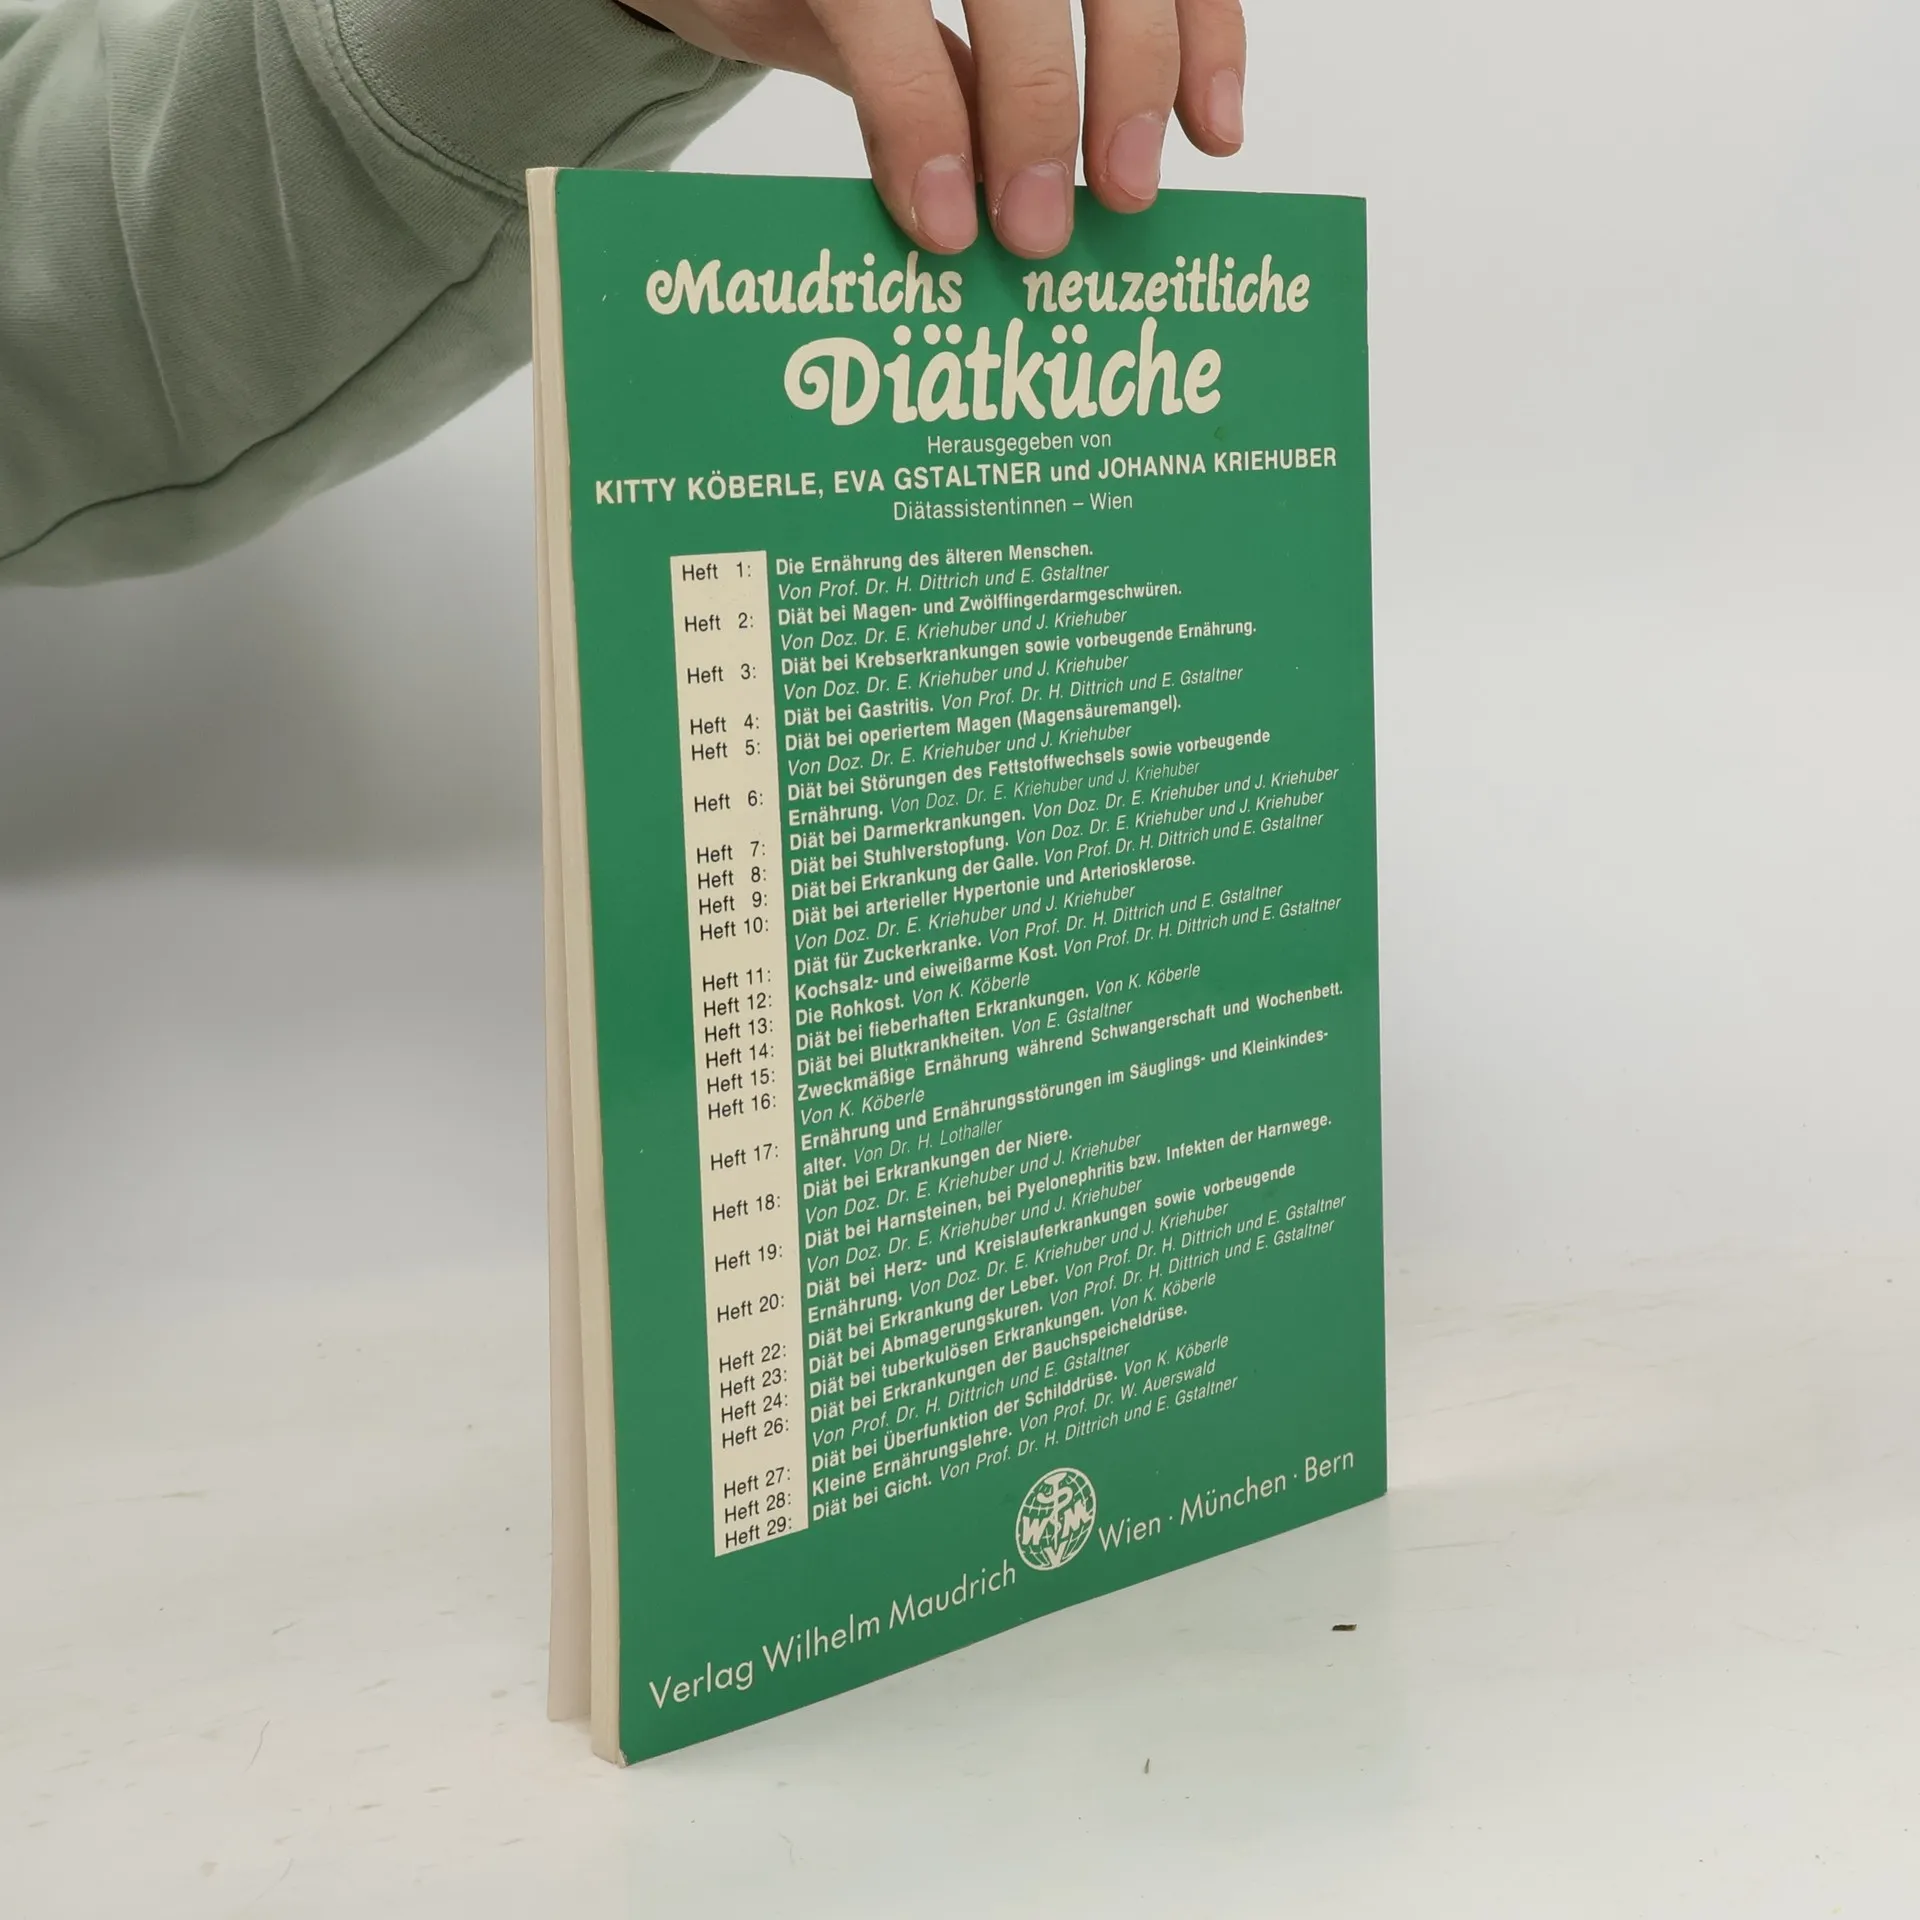 Maudrichs neuzeitliche
Diätküche
Herausgegeben von
KITTY KÖBERLE, EVA GSTALTNER und JOHANNA KRIEHUBER
Diätassistentinnen – Wien
Heft 1: Die Ernährung des älteren Menschen.
Von Prof. Dr. H. Dittrich und E. Gstaltner
Heft 2: Diät bei Magen- und Zwölffingerdarmgeschwüren.
Von Doz. Dr. E. Kriehuber und J. Kriehuber
Heft 3: Diät bei Krebserkrankungen sowie vorbeugende Ernährung.
Von Doz. Dr. E. Kriehuber und J. Kriehuber
Heft 4: Diät bei Gastritis. Von Prof. Dr. H. Dittrich und E. Gstaltner
Heft 5: Diät bei operiertem Magen (Magensäuremangel).
Von Doz. Dr. E. Kriehuber und J. Kriehuber
Heft 6: Diät bei Störungen des Fettstoffwechsels sowie vorbeugende
Ernährung. Von Doz. Dr. E. Kriehuber und J. Kriehuber
Heft 7: Diät bei Darmerkrankungen. Von Doz. Dr. E. Kriehuber und J. Kriehuber
Heft 8: Diät bei Stuhlverstopfung. Von Doz. Dr. E. Kriehuber und J. Kriehuber
Heft 9: Diät bei Erkrankung der Galle. Von Prof. Dr. H. Dittrich und E. Gstaltner
Heft 10: Diät bei arterieller Hypertonie und Arteriosklerose.
Von Doz. Dr. E. Kriehuber und J. Kriehuber
Heft 11: Diät für Zuckerkranke. Von Prof. Dr. H. Dittrich und E. Gstaltner
Heft 12: Kochsalz- und eiweißarme Kost. Von Prof. Dr. H. Dittrich und E. Gstaltner
Heft 13: Die Rohkost. Von K. Köberle
Heft 14: Diät bei fieberhaften Erkrankungen. Von K. Köberle
Heft 15: Diät bei Blutkrankheiten. Von E. Gstaltner
Heft 16: Zweckmäßige Ernährung während Schwangerschaft und Wochenbett.
Von K. Köberle
Heft 17: Ernährung und Ernährungsstörungen im Säuglings- und Kleinkindes-
alter. Von Dr. H. Lothaller
Heft 18: Diät bei Erkrankungen der Niere.
Von Doz. Dr. E. Kriehuber und J. Kriehuber
Heft 19: Diät bei Harnsteinen, bei Pyelonephritis bzw. Infekten der Harnwege.
Von Doz. Dr. E. Kriehuber und J. Kriehuber
Heft 20: Diät bei Herz- und Kreislauferkrankungen sowie vorbeugende
Ernährung. Von Doz. Dr. E. Kriehuber und J. Kriehuber
Heft 22: Diät bei Erkrankung der Leber. Von Prof. Dr. H. Dittrich und E. Gstaltner
Heft 23: Diät bei Abmagerungskuren. Von Prof. Dr. H. Dittrich und E. Gstaltner
Heft 24: Diät bei tuberkulösen Erkrankungen. Von K. Köberle
Heft 26: Diät bei Erkrankungen der Bauchspeicheldrüse.
Von Prof. Dr. H. Dittrich und E. Gstaltner
Heft 27: Diät bei Überfunktion der Schilddrüse. Von K. Köberle
Heft 28: Kleine Ernährungslehre. Von Prof. Dr. W. Auerswald
Heft 29: Diät bei Gicht. Von Prof. Dr. H. Dittrich und E. Gstaltner
Verlag Wilhelm Maudrich Wien · München · Bern